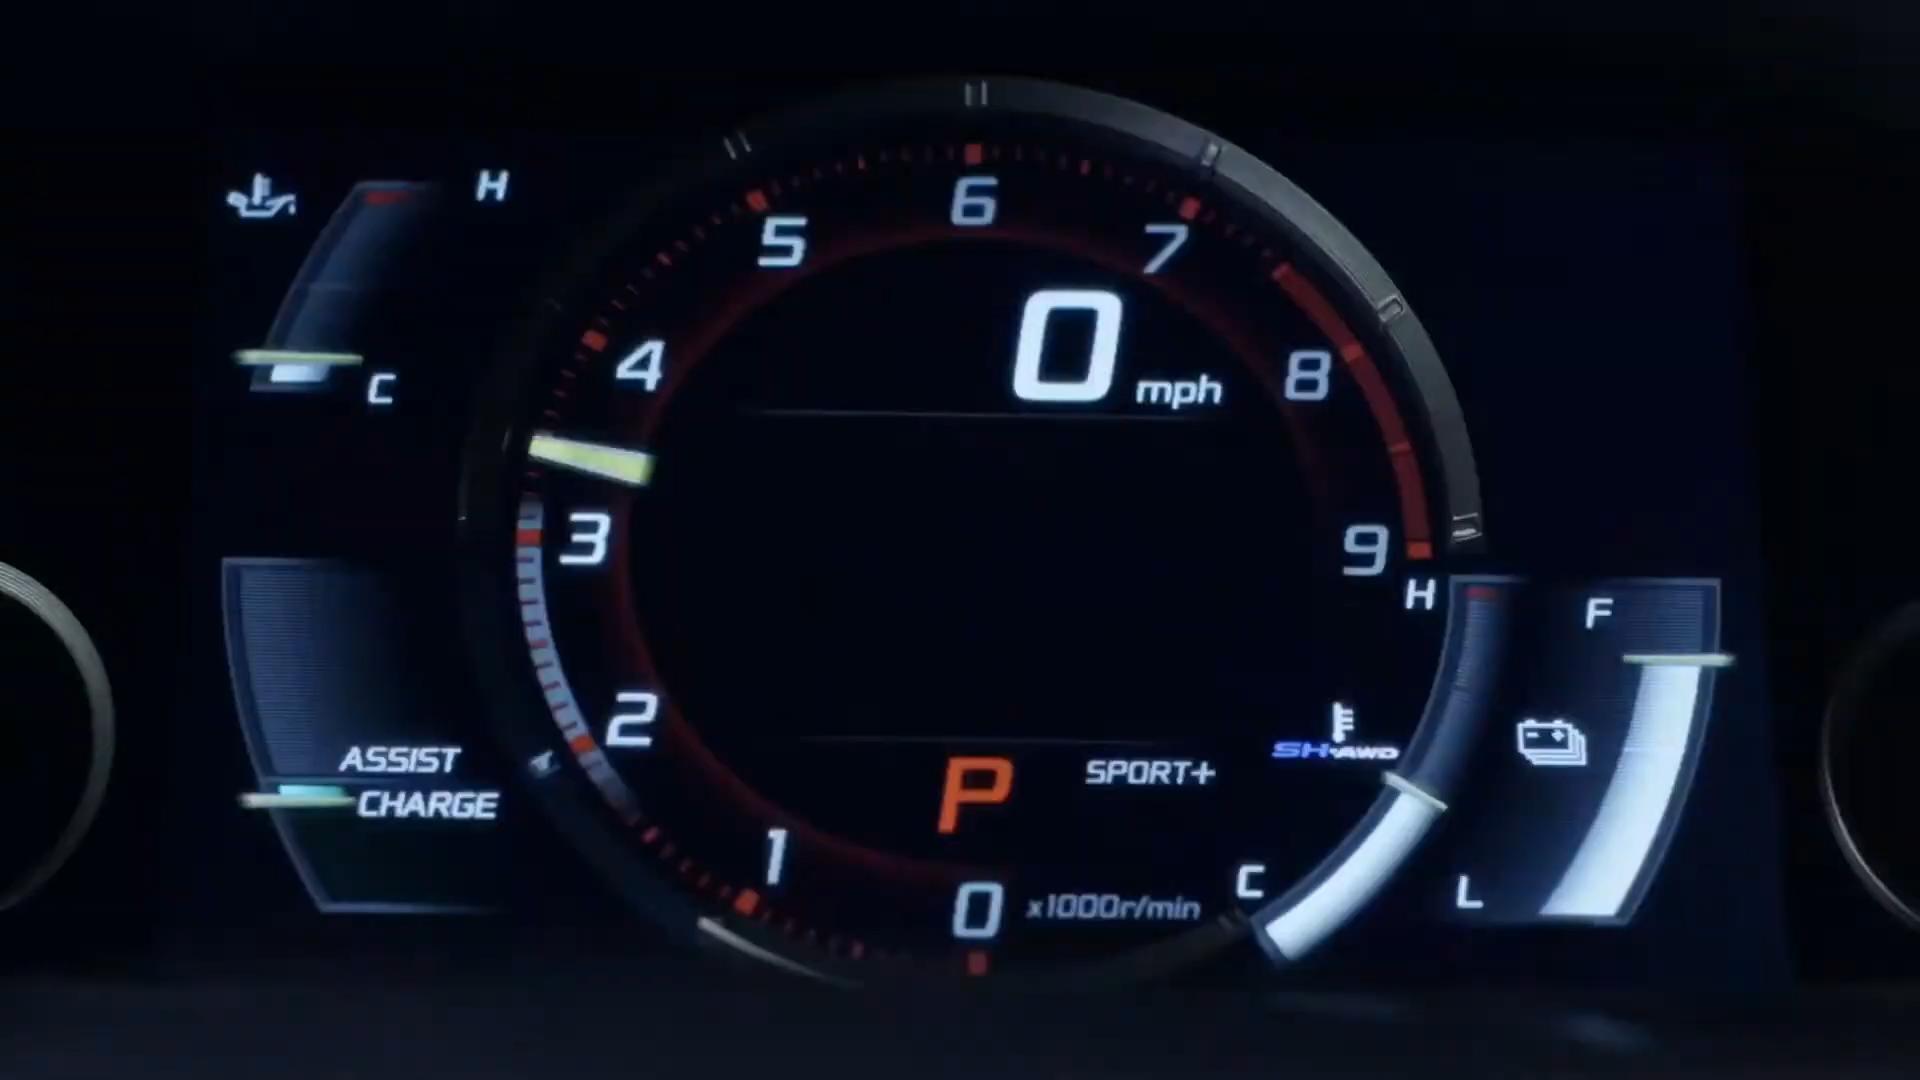 H
C
ASSIST
CHARGE
6
5
7
4
8
3
9
2
1
0
0 mph
P
SPORT+
x1000r/min
H
SH-AWD
C
F
L